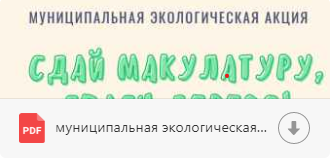 МУНИЦИПАЛЬНАЯ ЭКОЛОГИЧЕСКАЯ АКЦИЯ
СДАЙ МАКУЛАТУРУ,
PDF муниципальная экологическая...